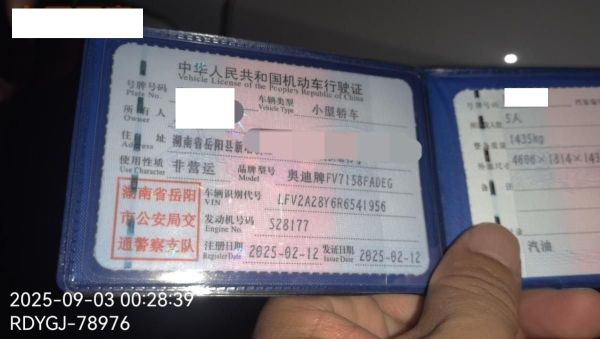 中华人民共和国机动车行驶证
Vehicle License of the People's Republic of China
号牌号码
Plate No.
车辆类型
Vehicle Type
小型轿车
所有人
Owner
住址
Address
湖南省岳阳县新
使用性质
Use Character
非营运
品牌型号
Model
奥迪牌FV7158FADEG
湖南省岳阳
市公安局交
通警察支队
车辆识别代号
VIN
LFV2A28Y6R6541956
发动机号码
Engine No.
S28177
注册日期
Register Date
2025-02-12
发证日期
Issue Date
2025-02-12
号牌号码
5人
1435kg
汽油
2025-09-03 00:28:39
RDYGJ-78976